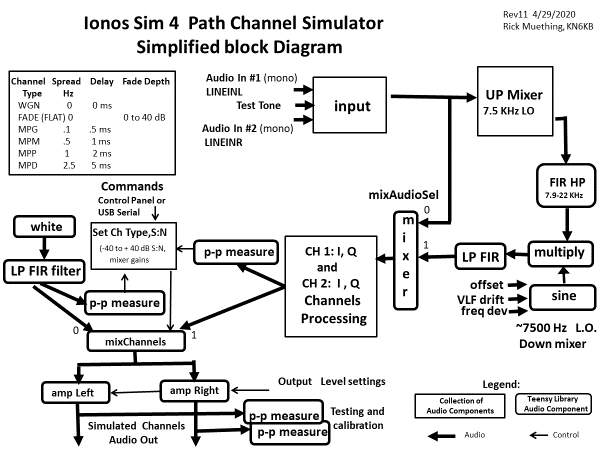 Ionos Sim 4 Path Channel Simulator
Simplified block Diagram
Rev11 4/29/2020
Rick Muething, KN6KB
Channel Spread Delay Fade Depth
Type Hz
WGN 0 0 ms
FADE (FLAT) 0 0 to 40 dB
MPG .1 .5 ms
MPM .5 1 ms
MPP 1 2 ms
MPD 2.5 5 ms
Audio In #1 (mono)
LINEINL
Test Tone
Audio In #2 (mono)
LINEINR
input
UP Mixer
7.5 KHz LO
FIR HP
7.9-22 KHz
multiply
offset
VLF drift
freq dev
sine
~7500 Hz L.O.
Down mixer
LP FIR
mixAudioSel
0
1
mixer
CH 1: I, Q
and
CH 2: I , Q
Channels
Processing
p-p measure
Commands
Control Panel or
USB Serial
Set Ch Type,S:N
(-40 to + 40 dB S:N,
mixer gains
white
LP FIR filter
p-p measure
0
1
mixChannels
amp Left
amp Right
Output Level settings
Simulated Channels
Audio Out
p-p measure
p-p measure
Testing and
calibration
Legend:
Collection of
Audio Components
Teensy Library
Audio Component
Audio
Control